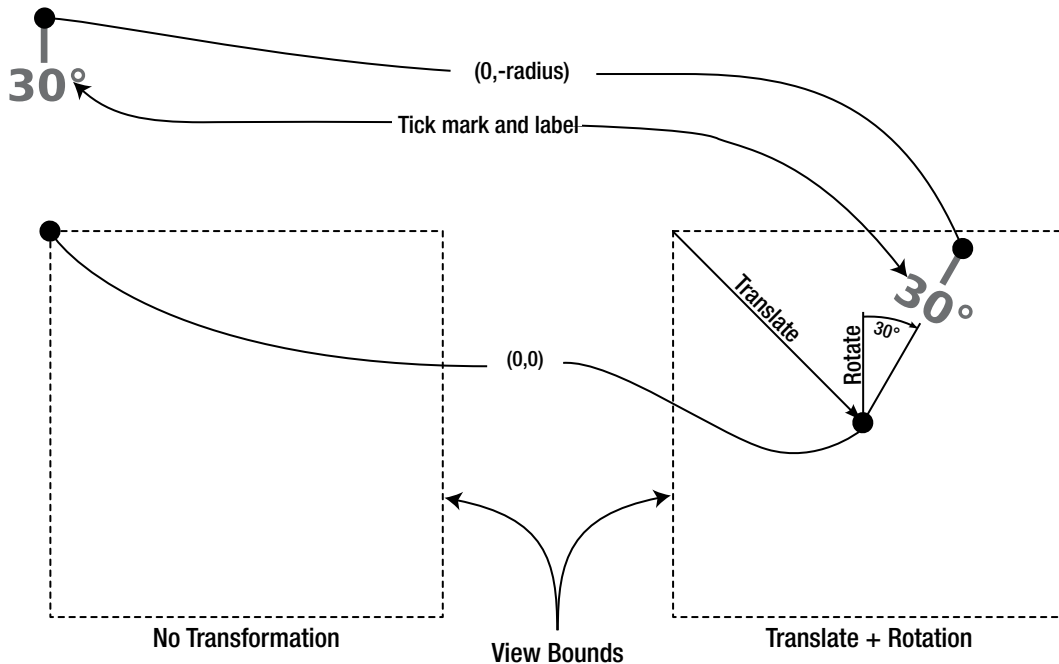 30°
(0,-radius)
Tick mark and label
30°
Translate
Rotate
30°
(0,0)
No Transformation
View Bounds
Translate + Rotation